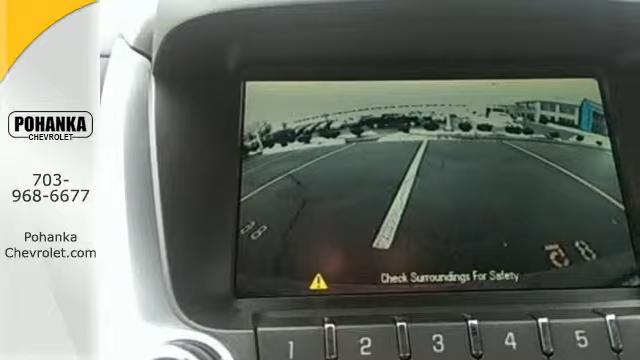 POHANKA
CHEVROLET
703-
968-6677
Pohanka
Chevrolet.com
Check Surroundings For Safety
1 2 3 4 5